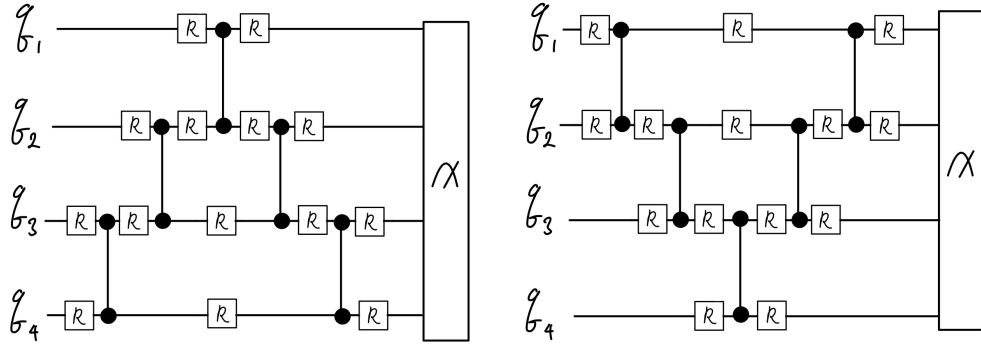 q₁ R R
q₂ R R R R
q₃ R R R R R
q₄ R R R
q₁ R R R
q₂ R R R R R
q₃ R R R R
q₄ R R